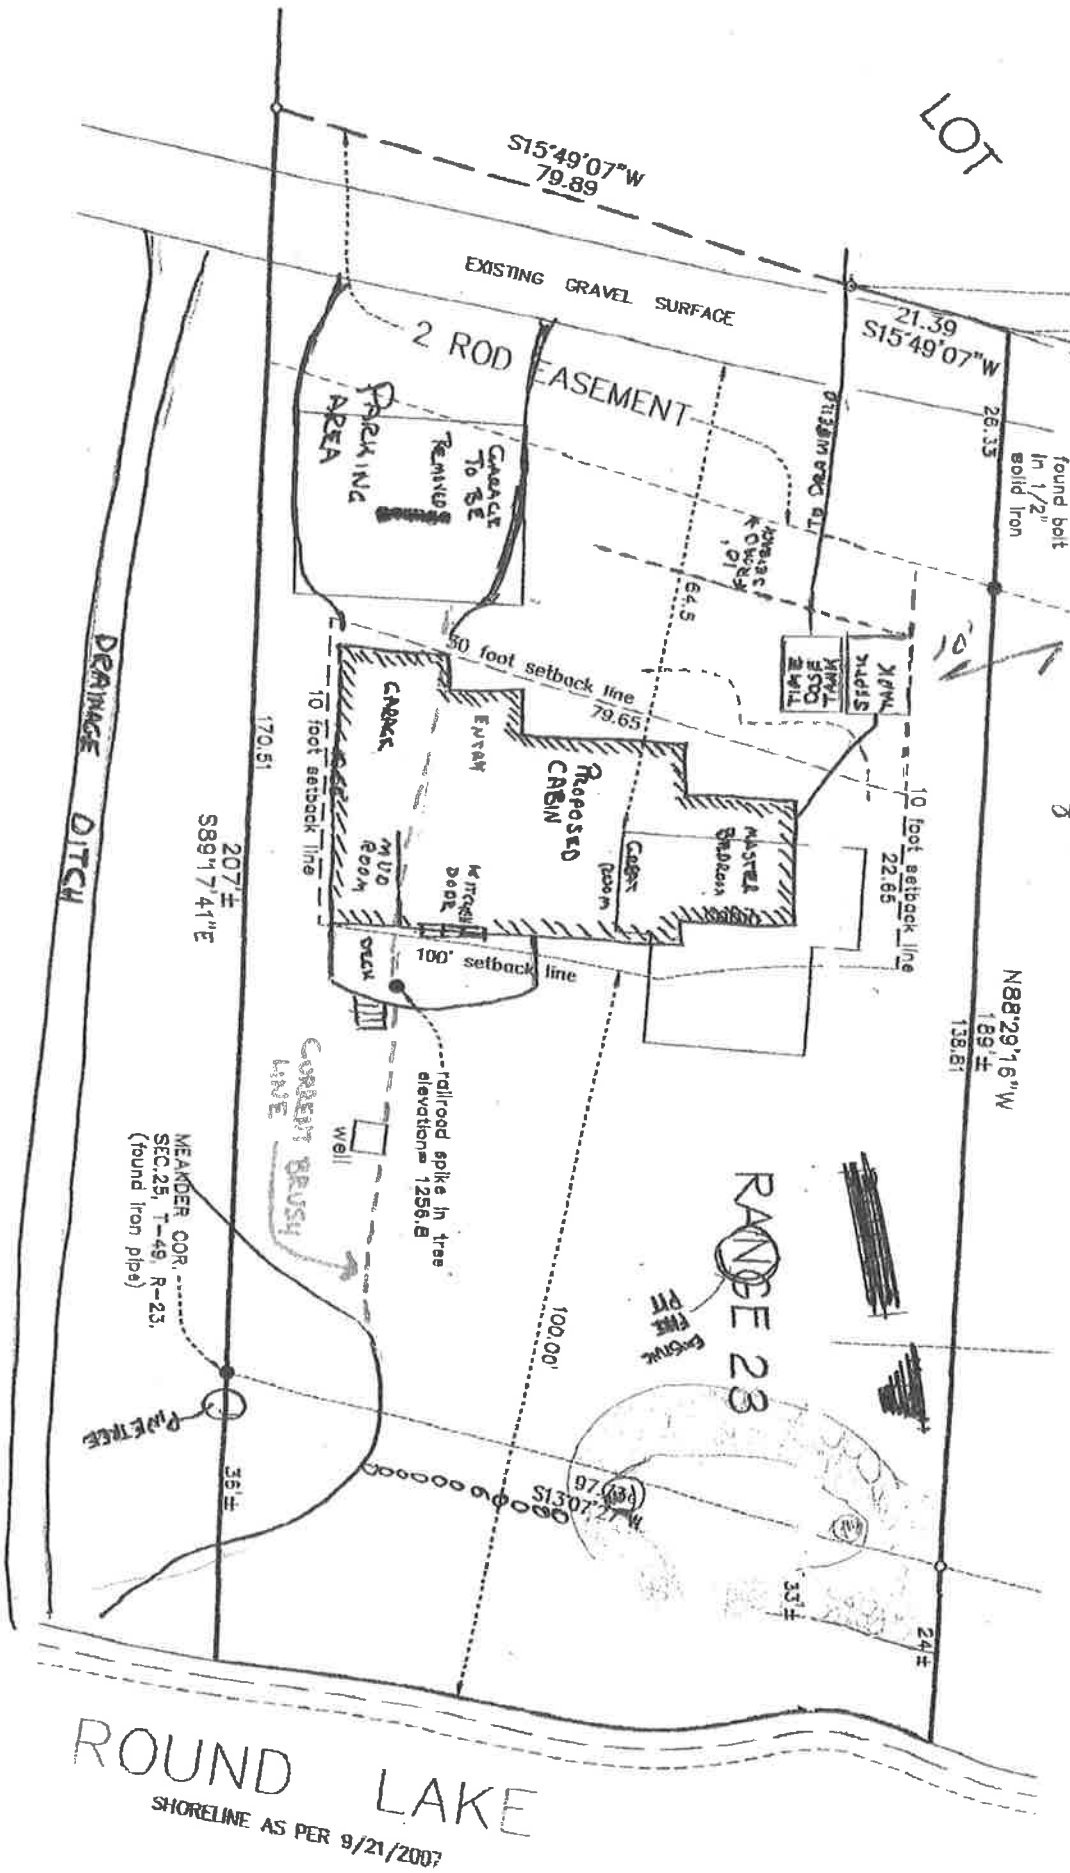 LOT
S15°49'07"W
79.89
EXISTING GRAVEL SURFACE
21.39
S15°49'07"W
26.33
found bolt
in 1/2"
solid iron
2 ROD EASEMENT
PARKING
AREA
GARAGE
TO BE
REMOVED
TO DRAINFIELD
10'
SETBACK
64.5
10'
SEPTIC
TANK
DOSE
TANK
30 foot setback line
79.65
10 foot setback line
22.65
10 foot setback line
GARAGE
ENTRY
PROPOSED
CABIN
MASTER
BEDROOM
ROOM
MUD
ROOM
KITCHEN
DOOR
DECK
100' setback line
170.51
207'±
S89°17'41"E
DRAINAGE DITCH
N88°29'16"W
189'±
138.81
railroad spike in tree
elevation= 1256.8
well
CURRENT BRUSH
LINE
MEANDER COR.
SEC.25, T-49, R-23,
(found iron pipe)
PINE TREE
36'±
RANGE 23
EXISTING
FIRE
PIT
100.00'
S13°07'27"W
33'±
24'±
ROUND LAKE
SHORELINE AS PER 9/21/2007